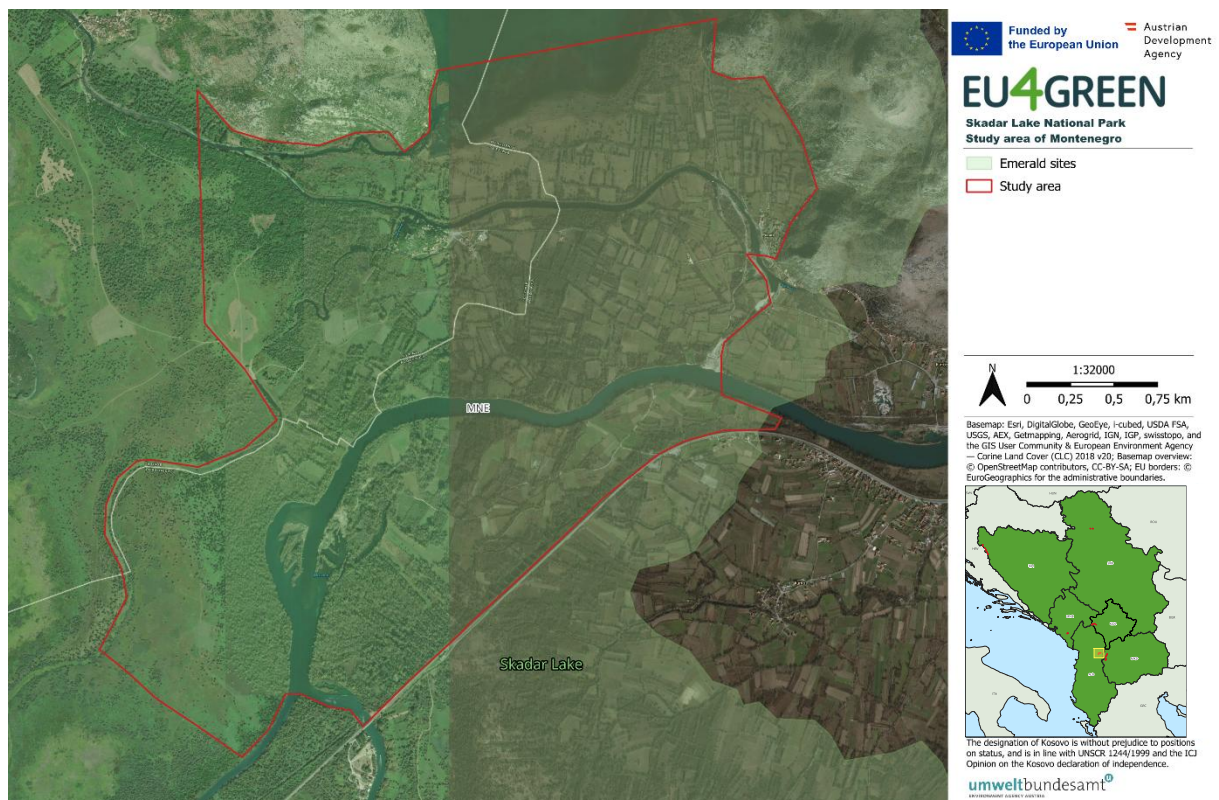 Funded by
the European Union
Austrian
Development
Agency
EU4GREEN
Skadar Lake National Park
Study area of Montenegro
Emerald sites
Study area
MNE
Skadar Lake
N
1:32000
0 0,25 0,5 0,75 km
Basemap: Esri, DigitalGlobe, GeoEye, i-cubed, USDA FSA,
USGS, AEX, Getmapping, Aerogrid, IGN, IGP, swisstopo, and
the GIS User Community & European Environment Agency
— Corine Land Cover (CLC) 2018 v20; Basemap overview:
© OpenStreetMap contributors, CC-BY-SA; EU borders: ©
EuroGeographics for the administrative boundaries.
The designation of Kosovo is without prejudice to positions
on status, and is in line with UNSCR 1244/1999 and the ICJ
Opinion on the Kosovo declaration of independence.
umweltbundesamt
ENVIRONMENT AGENCY AUSTRIA